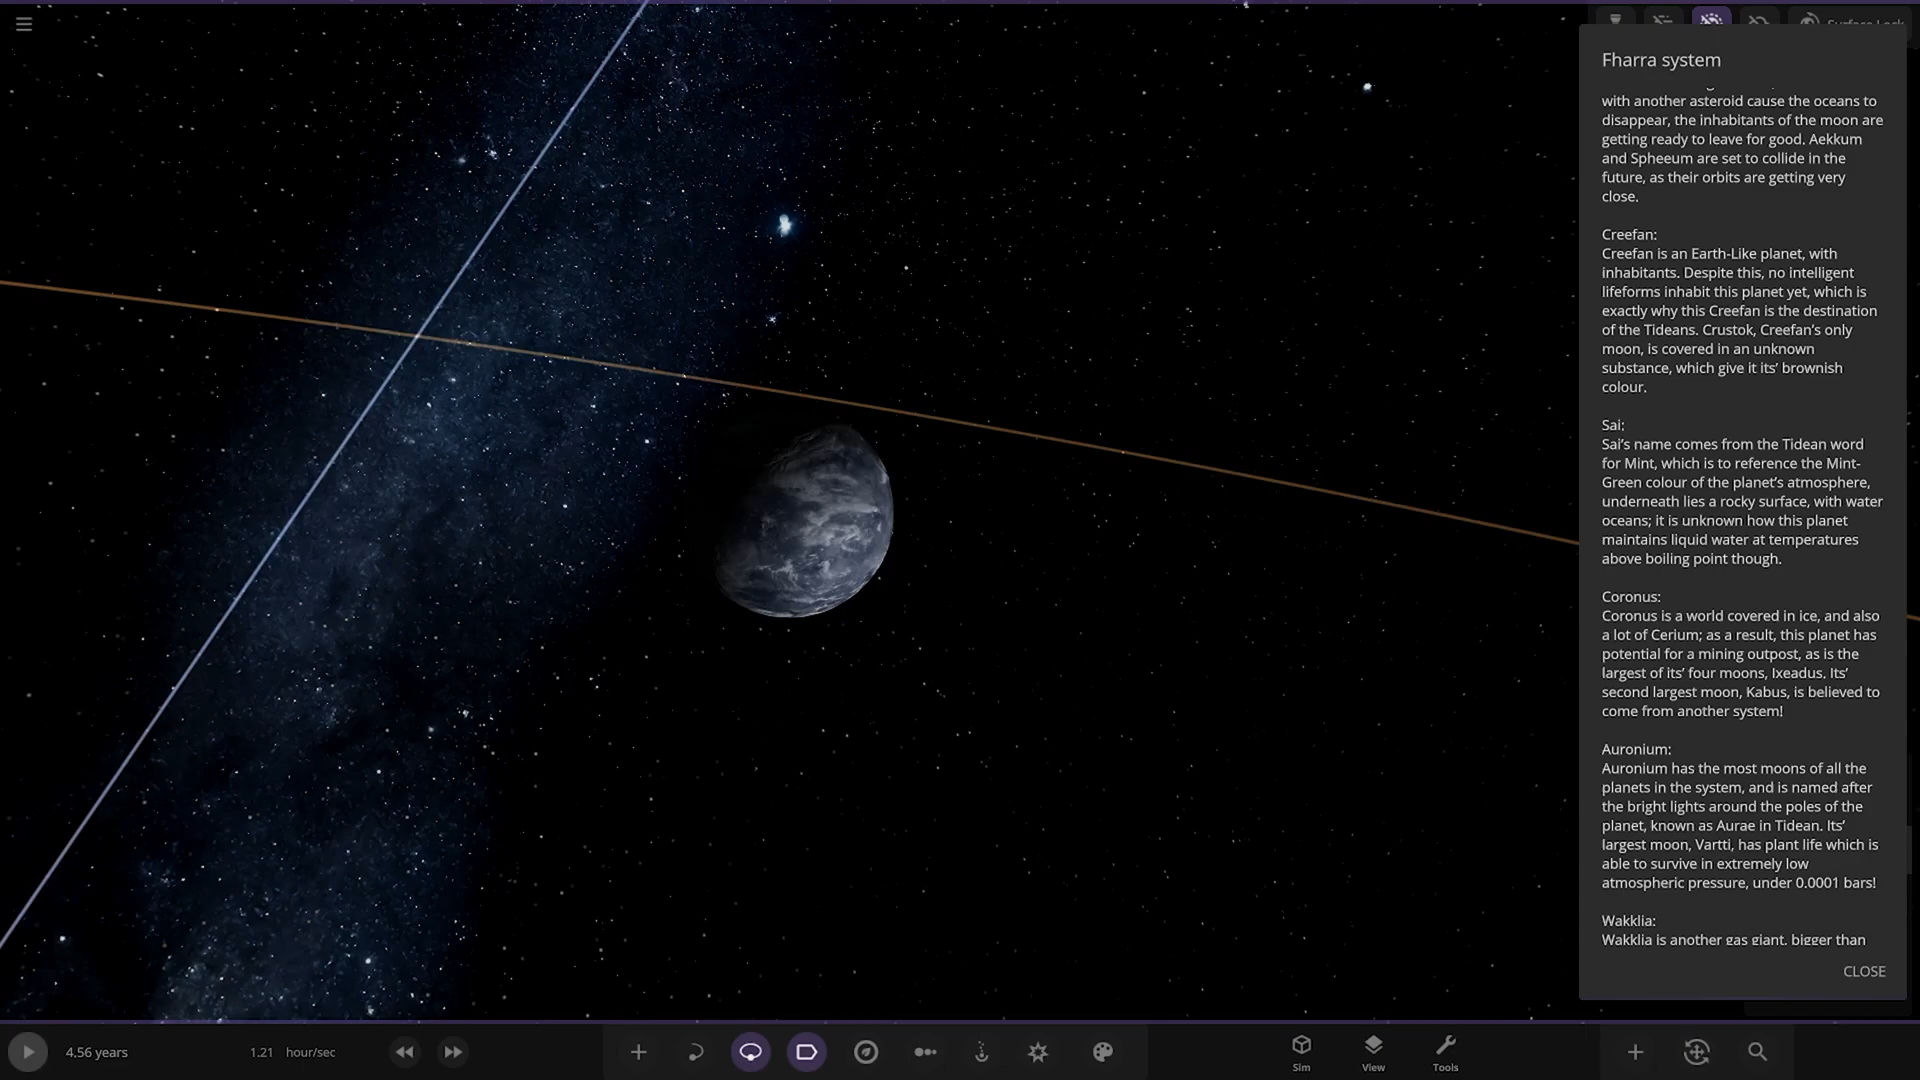 Surface Lock
Fharra system
with another asteroid cause the oceans to
disappear, the inhabitants of the moon are
getting ready to leave for good. Aekkum
and Spheeum are set to collide in the
future, as their orbits are getting very
close.
Creefan:
Creefan is an Earth-Like planet, with
inhabitants. Despite this, no intelligent
lifeforms inhabit this planet yet, which is
exactly why this Creefan is the destination
of the Tideans. Crustok, Creefan’s only
moon, is covered in an unknown
substance, which give it its’ brownish
colour.
Sai:
Sai’s name comes from the Tidean word
for Mint, which is to reference the Mint-
Green colour of the planet’s atmosphere,
underneath lies a rocky surface, with water
oceans; it is unknown how this planet
maintains liquid water at temperatures
above boiling point though.
Coronus:
Coronus is a world covered in ice, and also
a lot of Cerium; as a result, this planet has
potential for a mining outpost, as is the
largest of its’ four moons, Ixeadus. Its’
second largest moon, Kabus, is believed to
come from another system!
Auronium:
Auronium has the most moons of all the
planets in the system, and is named after
the bright lights around the poles of the
planet, known as Aurae in Tidean. Its’
largest moon, Vartti, has plant life which is
able to survive in extremely low
atmospheric pressure, under 0.0001 bars!
Wakklia:
Wakklia is another gas giant, bigger than
CLOSE
4.56 years
1.21 hour/sec
Sim
View
Tools